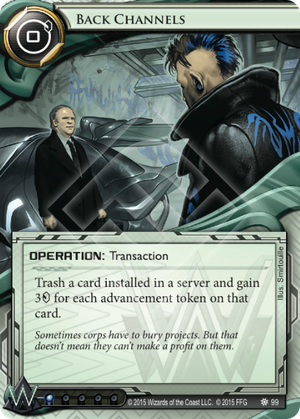 0
BACK CHANNELS
OPERATION: Transaction
Trash a card installed in a server and gain
3 for each advancement token on that
card.
Sometimes corps have to bury projects. But that
doesn't mean they can't make a profit on them.
Illus. Smirtouille
© 2015 Wizards of the Coast LLC. © 2015 FFG
99